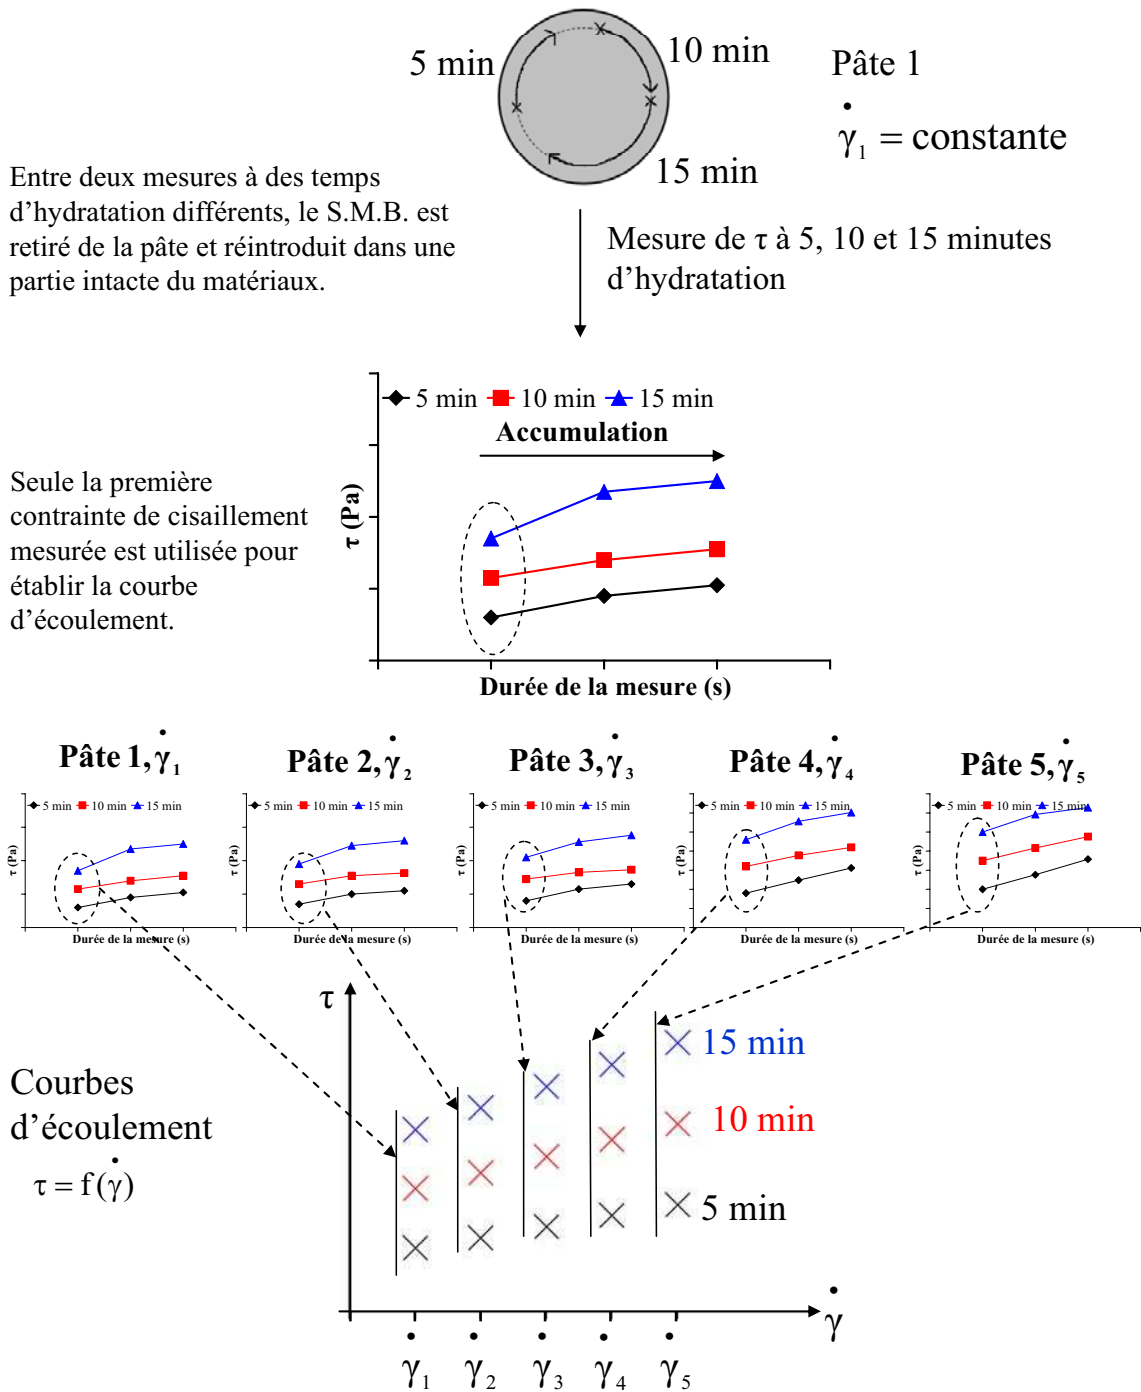 5 min
10 min
15 min
Pâte 1
γ̇₁ = constante
Entre deux mesures à des temps
d’hydratation différents, le S.M.B. est
retiré de la pâte et réintroduit dans une
partie intacte du matériaux.
Mesure de τ à 5, 10 et 15 minutes
d’hydratation
5 min 10 min 15 min
Accumulation
τ (Pa)
Durée de la mesure (s)
Seule la première
contrainte de cisaillement
mesurée est utilisée pour
établir la courbe
d’écoulement.
Pâte 1, γ̇₁
5 min 10 min 15 min
τ (Pa)
Durée de la mesure (s)
Pâte 2, γ̇₂
5 min 10 min 15 min
τ (Pa)
Durée de la mesure (s)
Pâte 3, γ̇₃
5 min 10 min 15 min
τ (Pa)
Durée de la mesure (s)
Pâte 4, γ̇₄
5 min 10 min 15 min
τ (Pa)
Durée de la mesure (s)
Pâte 5, γ̇₅
5 min 10 min 15 min
τ (Pa)
Durée de la mesure (s)
Courbes
d’écoulement
τ = f(γ̇)
τ
15 min
10 min
5 min
γ̇
γ̇₁ γ̇₂ γ̇₃ γ̇₄ γ̇₅